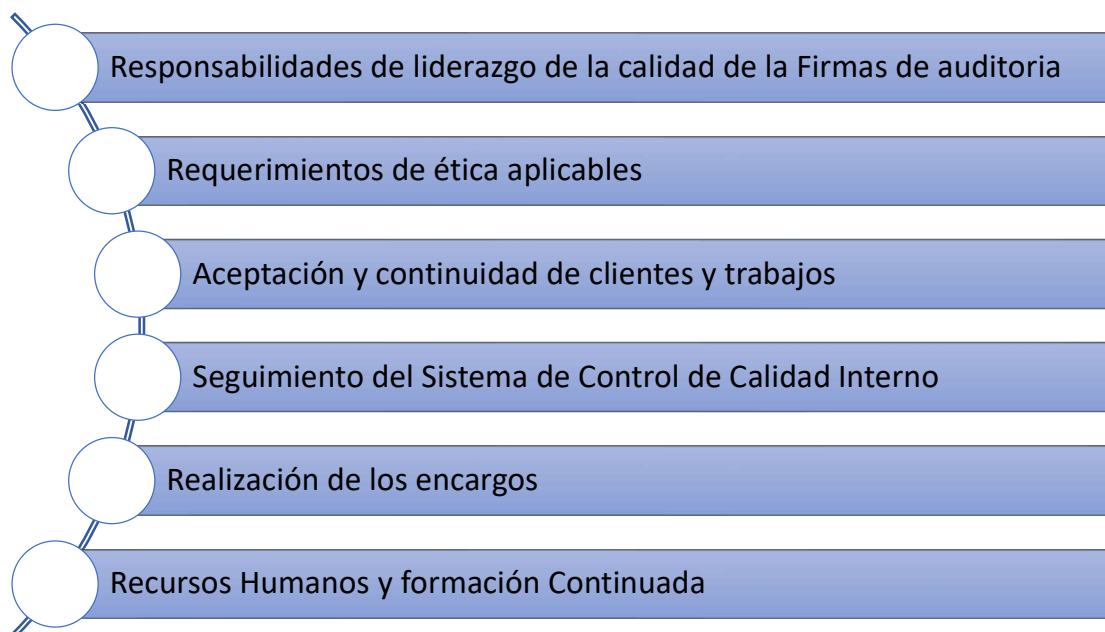 Responsabilidades de liderazgo de la calidad de la Firmas de auditoria
Requerimientos de ética aplicables
Aceptación y continuidad de clientes y trabajos
Seguimiento del Sistema de Control de Calidad Interno
Realización de los encargos
Recursos Humanos y formación Continuada